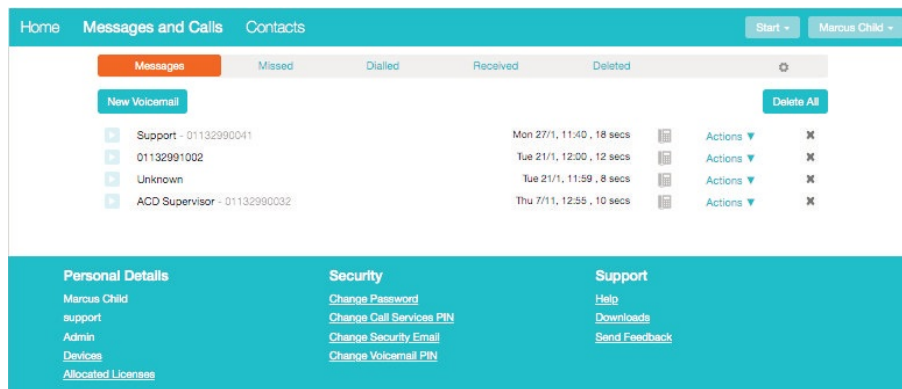 Home Messages and Calls Contacts Start Marcus Child
Messages Missed Dialled Received Deleted
New Voicemail Delete All
Support - 01132990041 Mon 27/1, 11:40 , 18 secs Actions ▼
01132991002 Tue 21/1, 12:00 , 12 secs Actions ▼
Unknown Tue 21/1, 11:59 , 8 secs Actions ▼
ACD Supervisor - 01132990032 Thu 7/11, 12:55 , 10 secs Actions ▼
Personal Details Security Support
Marcus Child Change Password Help
support Change Call Services PIN Downloads
Admin Change Security Email Send Feedback
Devices Change Voicemail PIN
Allocated Licenses